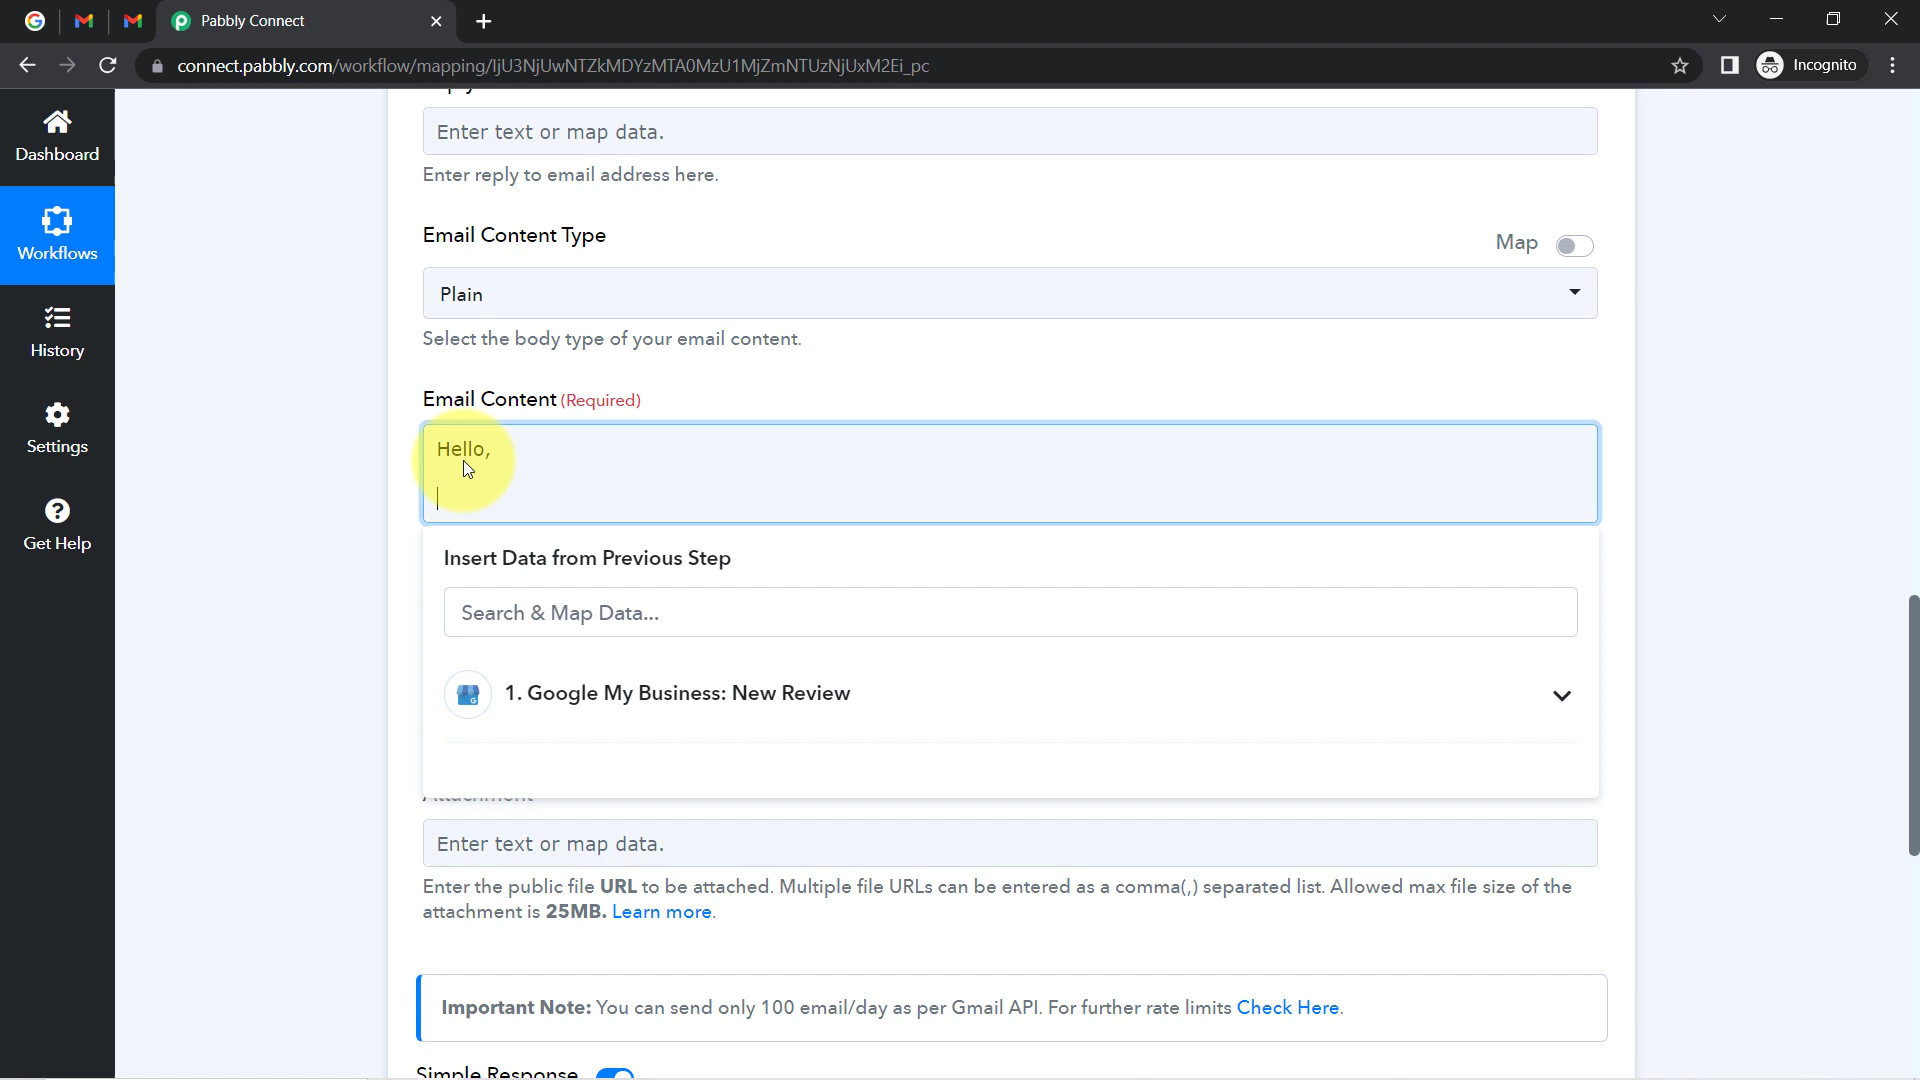 Pabbly Connect
connect.pabbly.com/workflow/mapping/IjU3NjUwNTZkMDYzMTA0MzU1MjZmNTUzNjUxM2Ei_pc
Incognito
Dashboard
Workflows
History
Settings
Get Help
Enter text or map data.
Enter reply to email address here.
Email Content Type
Map
Plain
Select the body type of your email content.
Email Content (Required)
Hello,
Insert Data from Previous Step
Search & Map Data...
1. Google My Business: New Review
Attachment
Enter text or map data.
Enter the public file URL to be attached. Multiple file URLs can be entered as a comma(,) separated list. Allowed max file size of the
attachment is 25MB. Learn more.
Important Note: You can send only 100 email/day as per Gmail API. For further rate limits Check Here.
Simple Response